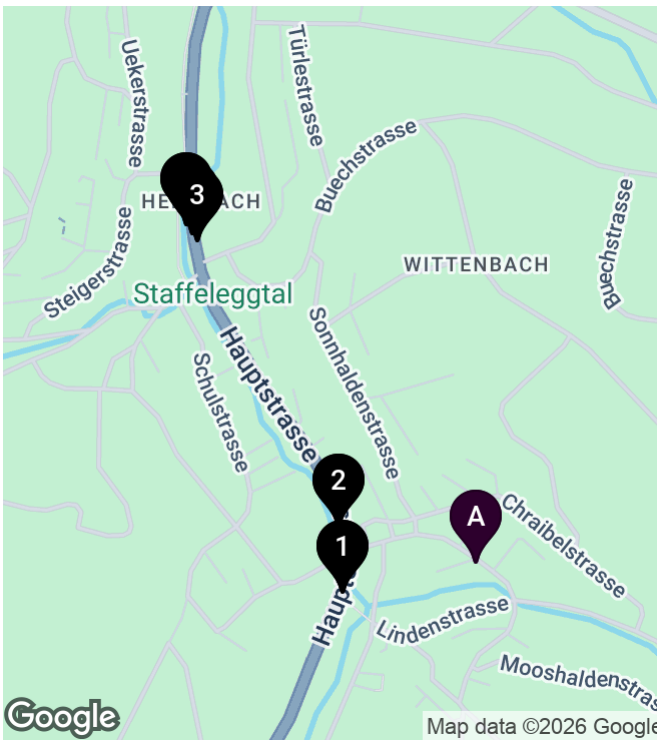 Uekerstrasse
Türlestrasse
Buechstrasse
3
Buechstrasse
WITTENBACH
Steigerstrasse
Staffeleggtal
Hauptstrasse
Sonnhaldenstrasse
Schulstrasse
2
A
Chraibelstrasse
1
Lindenstrasse
Mooshaldenstras
Google
Map data ©2026 Google